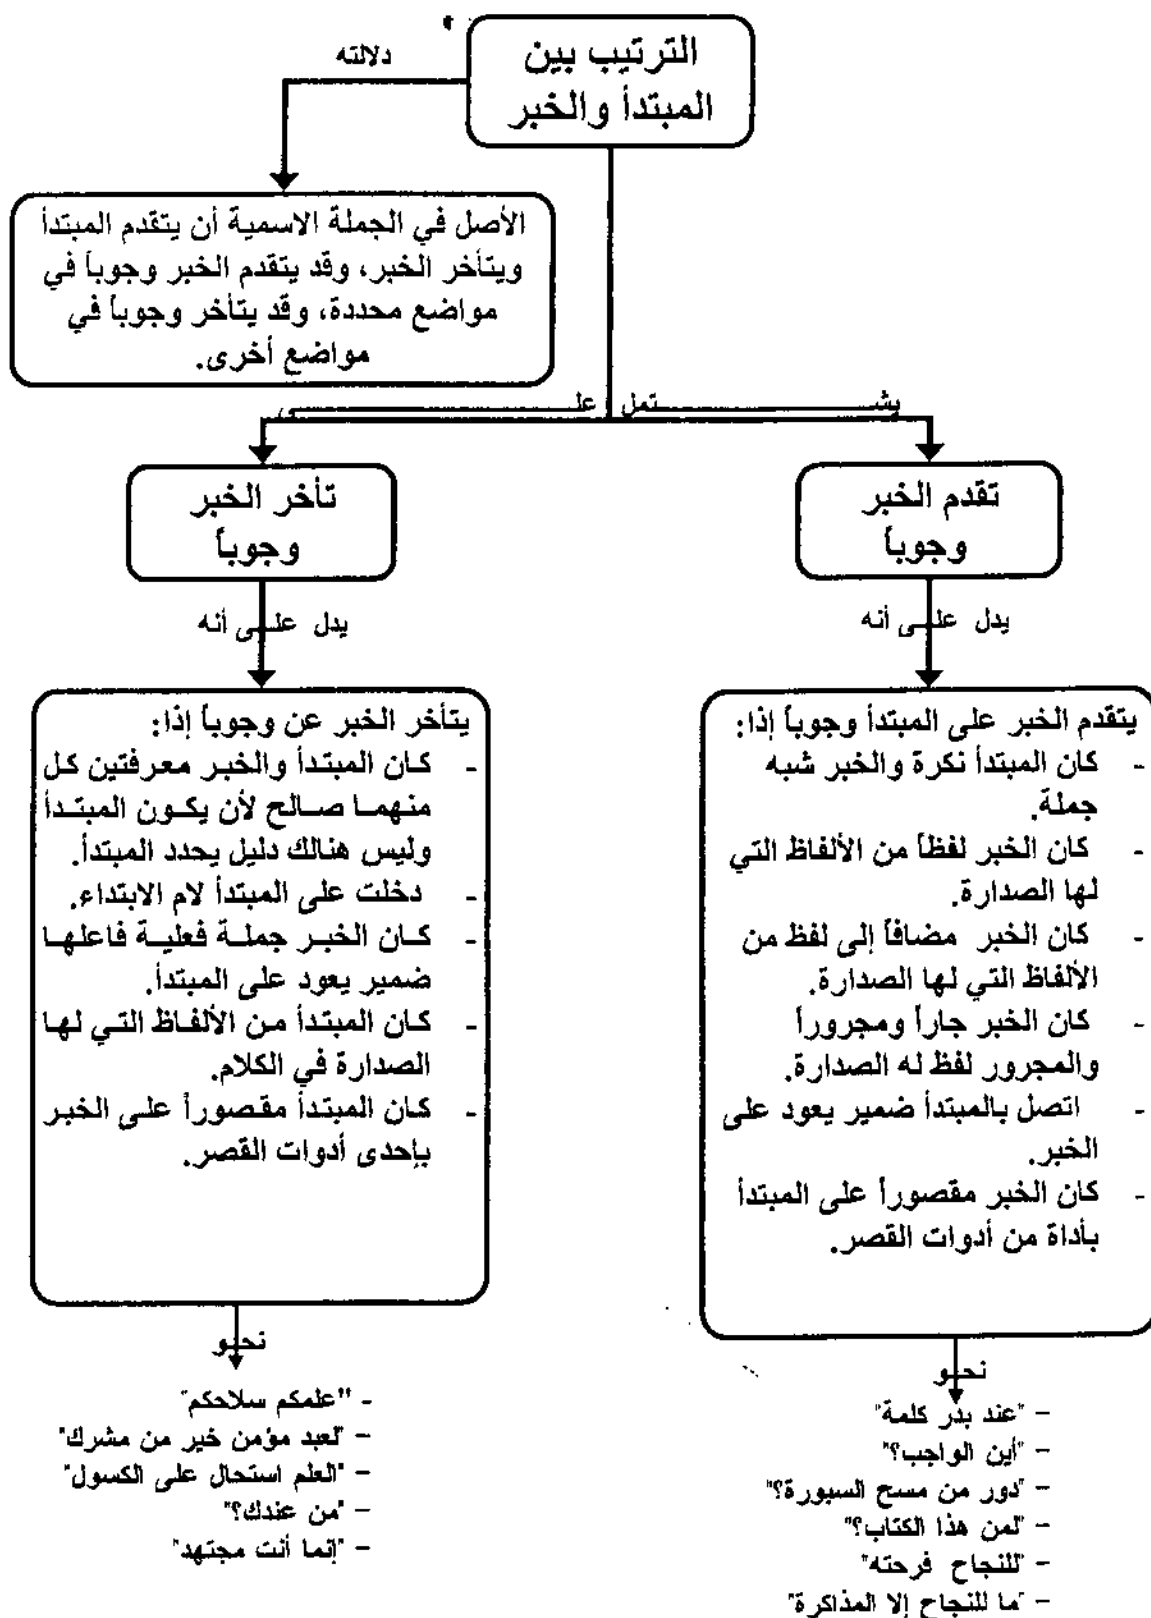 الترتيب بين
المبتدأ والخبر
دلالته
الأصل في الجملة الاسمية أن يتقدم المبتدأ
ويتأخر الخبر، وقد يتقدم الخبر وجوباً في
مواضع محددة، وقد يتأخر وجوباً في
مواضع أخرى.
يشتمل على
تقدم الخبر
وجوباً
يدل على أنه
يتقدم الخبر على المبتدأ وجوباً إذا:
- كان المبتدأ نكرة والخبر شبه
جملة.
- كان الخبر لفظاً من الألفاظ التي
لها الصدارة.
- كان الخبر مضافاً إلى لفظ من
الألفاظ التي لها الصدارة.
- كان الخبر جاراً ومجروراً
والمجرور لفظ له الصدارة.
- اتصل بالمبتدأ ضمير يعود على
الخبر.
- كان الخبر مقصوراً على المبتدأ
بأداة من أدوات القصر.
نحو
- "عند بدر كلمة"
- "أين الواجب؟"
- "دور من مسح السبورة؟"
- "لمن هذا الكتاب؟"
- "للنجاح فرحته"
- "ما للنجاح إلا المذاكرة"
تأخر الخبر
وجوباً
يدل على أنه
يتأخر الخبر عن وجوباً إذا:
- كان المبتدأ والخبر معرفتين كل
منهما صالح لأن يكون المبتدأ
وليس هنالك دليل يحدد المبتدأ.
- دخلت على المبتدأ لام الابتداء.
- كان الخبر جملة فعلية فاعلها
ضمير يعود على المبتدأ.
- كان المبتدأ من الألفاظ التي لها
الصدارة في الكلام.
- كان المبتدأ مقصوراً على الخبر
بإحدى أدوات القصر.
نحو
- "علمكم سلاحكم"
- "لعبد مؤمن خير من مشرك"
- "العلم استحال على الكسول"
- "من عندك؟"
- "إنما أنت مجتهد"